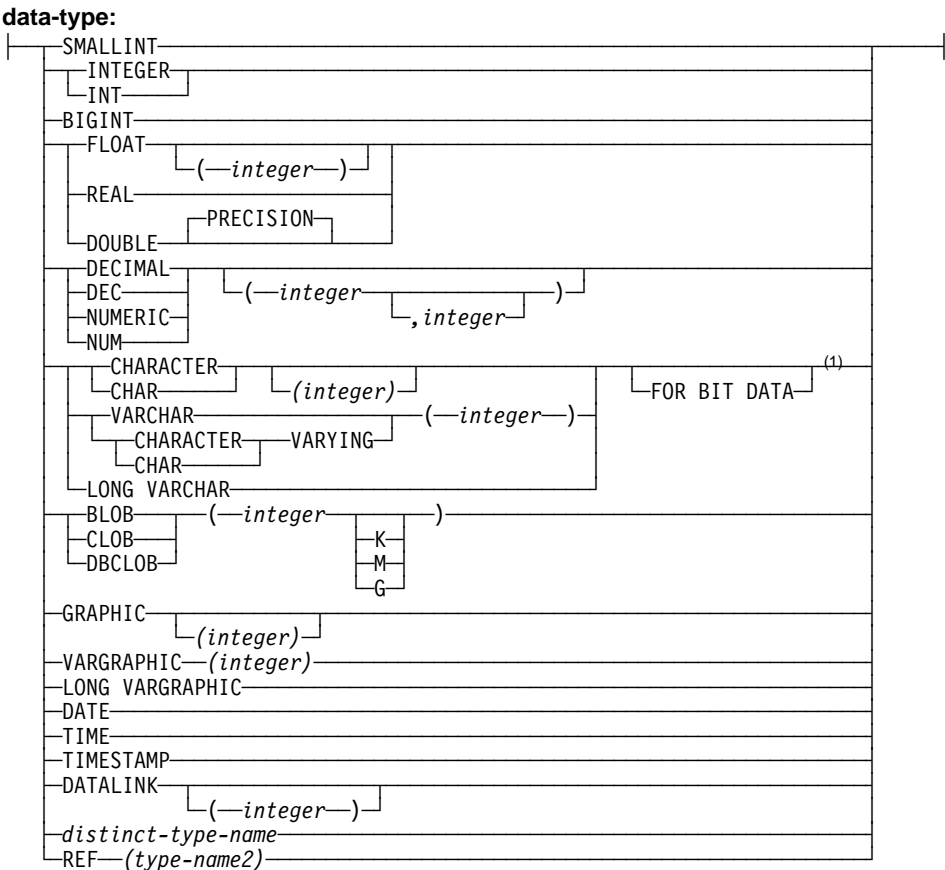 data-type:
SMALLINT
INTEGER
INT
BIGINT
FLOAT
(integer)
REAL
PRECISION
DOUBLE
DECIMAL
DEC (integer )
NUMERIC ,integer
NUM
CHARACTER (1)
CHAR (integer) FOR BIT DATA
VARCHAR (integer)
CHARACTER VARYING
CHAR
LONG VARCHAR
BLOB (integer )
CLOB K
DBCLOB M
G
GRAPHIC
(integer)
VARGRAPHIC (integer)
LONG VARGRAPHIC
DATE
TIME
TIMESTAMP
DATALINK
(integer)
distinct-type-name
REF (type-name2)